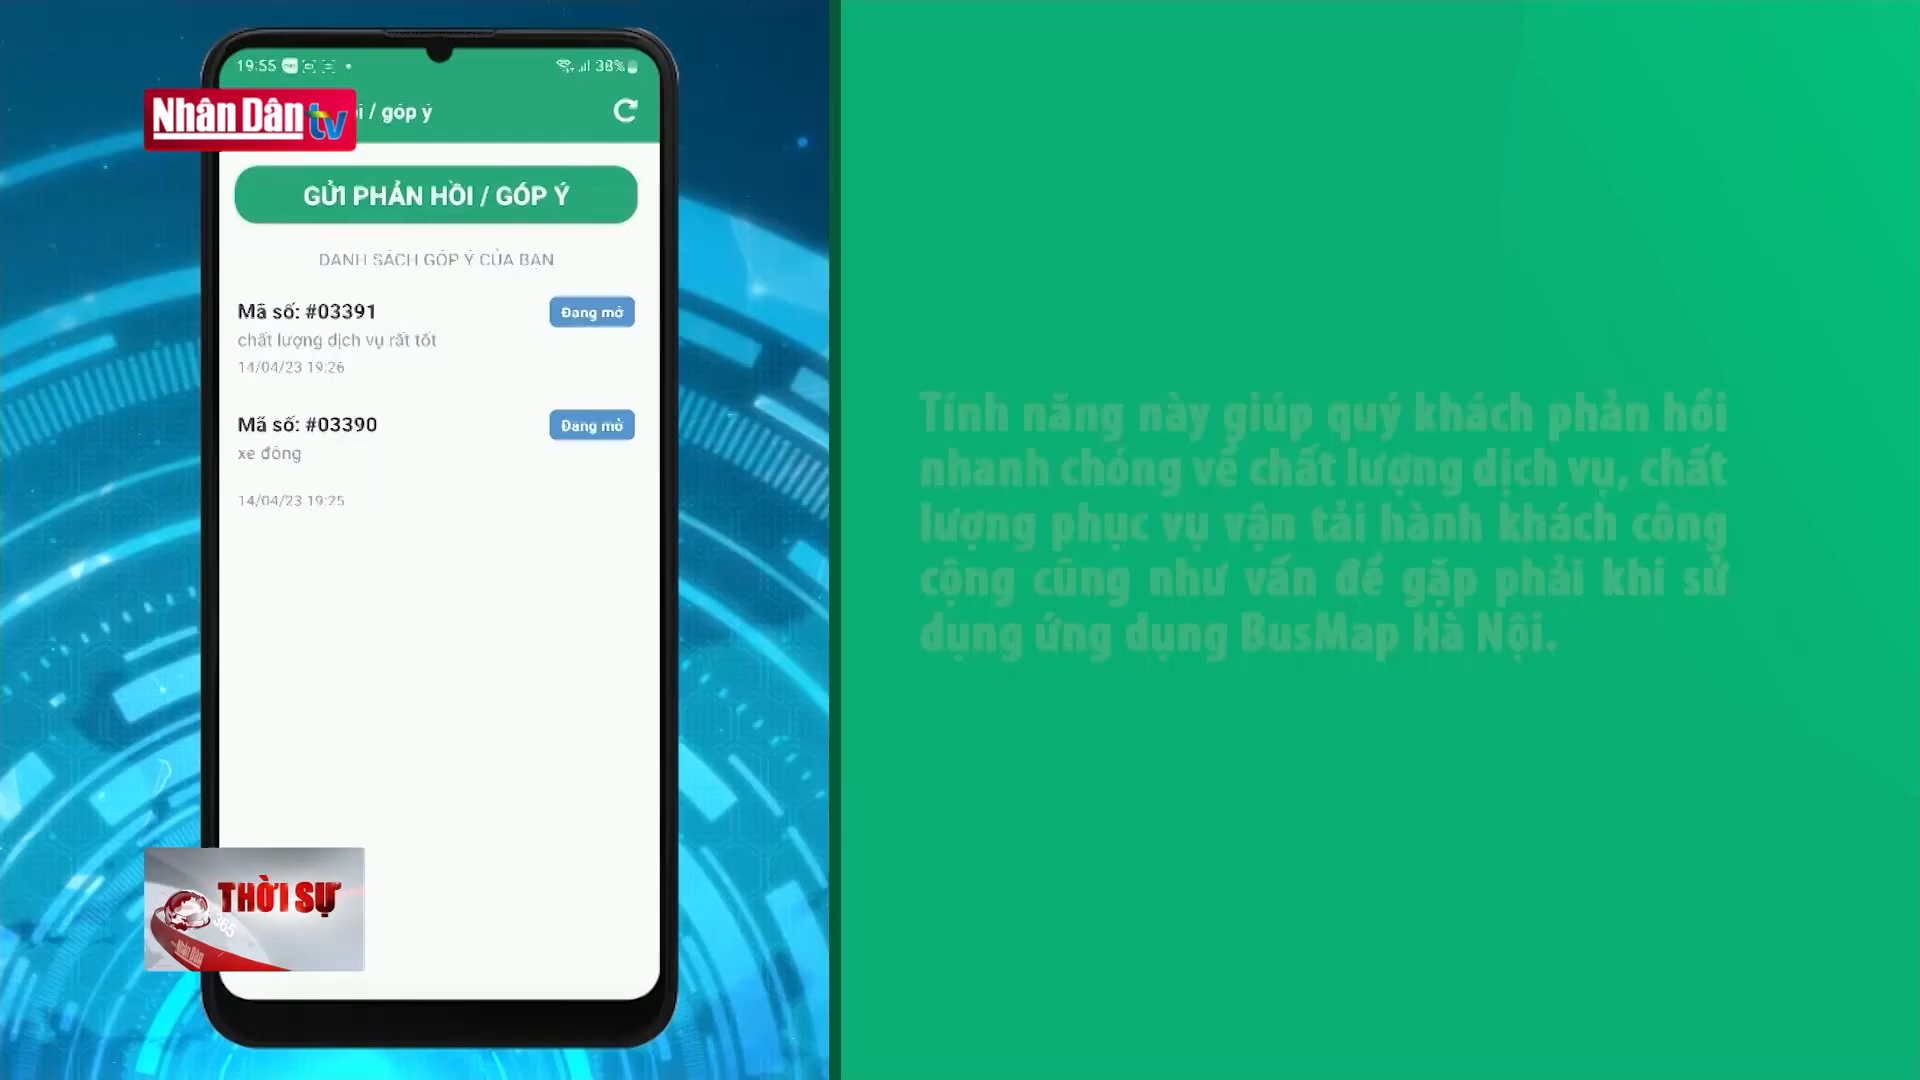 19:55
38%
Nhân Dân tv
i / góp ý
GỬI PHẢN HỒI / GÓP Ý
DANH SÁCH GÓP Ý CỦA BẠN
Mã số: #03391
Đang mở
chất lượng dịch vụ rất tốt
14/04/23 19:26
Mã số: #03390
Đang mở
xe đông
14/04/23 19:25
Tính năng này giúp quý khách phản hồi
nhanh chóng về chất lượng dịch vụ, chất
lượng phục vụ vận tải hành khách công
cộng cũng như vấn đề gặp phải khi sử
dụng ứng dụng BusMap Hà Nội.
THỜI SỰ
365
Nhân Dân